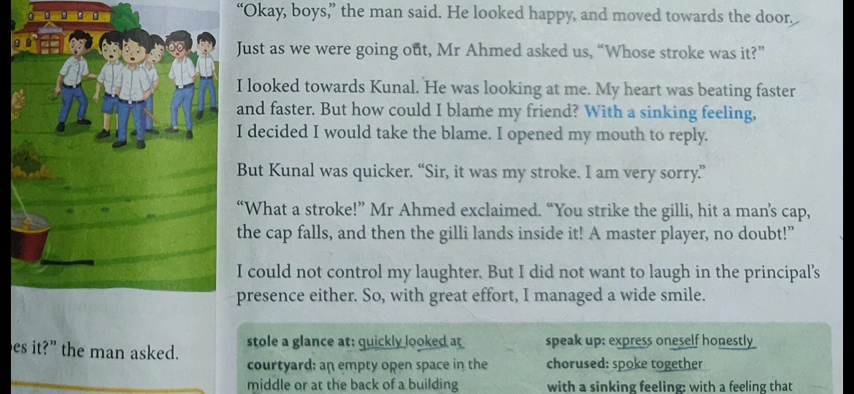 “Okay, boys,” the man said. He looked happy, and moved towards the door.
Just as we were going out, Mr Ahmed asked us, “Whose stroke was it?”
I looked towards Kunal. He was looking at me. My heart was beating faster
and faster. But how could I blame my friend? With a sinking feeling,
I decided I would take the blame. I opened my mouth to reply.
But Kunal was quicker. “Sir, it was my stroke. I am very sorry.”
“What a stroke!” Mr Ahmed exclaimed. “You strike the gilli, hit a man’s cap,
the cap falls, and then the gilli lands inside it! A master player, no doubt!”
I could not control my laughter. But I did not want to laugh in the principal’s
presence either. So, with great effort, I managed a wide smile.
it?” the man asked.
stole a glance at: quickly looked at
courtyard: an empty open space in the
middle or at the back of a building
speak up: express oneself honestly
chorused: spoke together
with a sinking feeling: with a feeling that